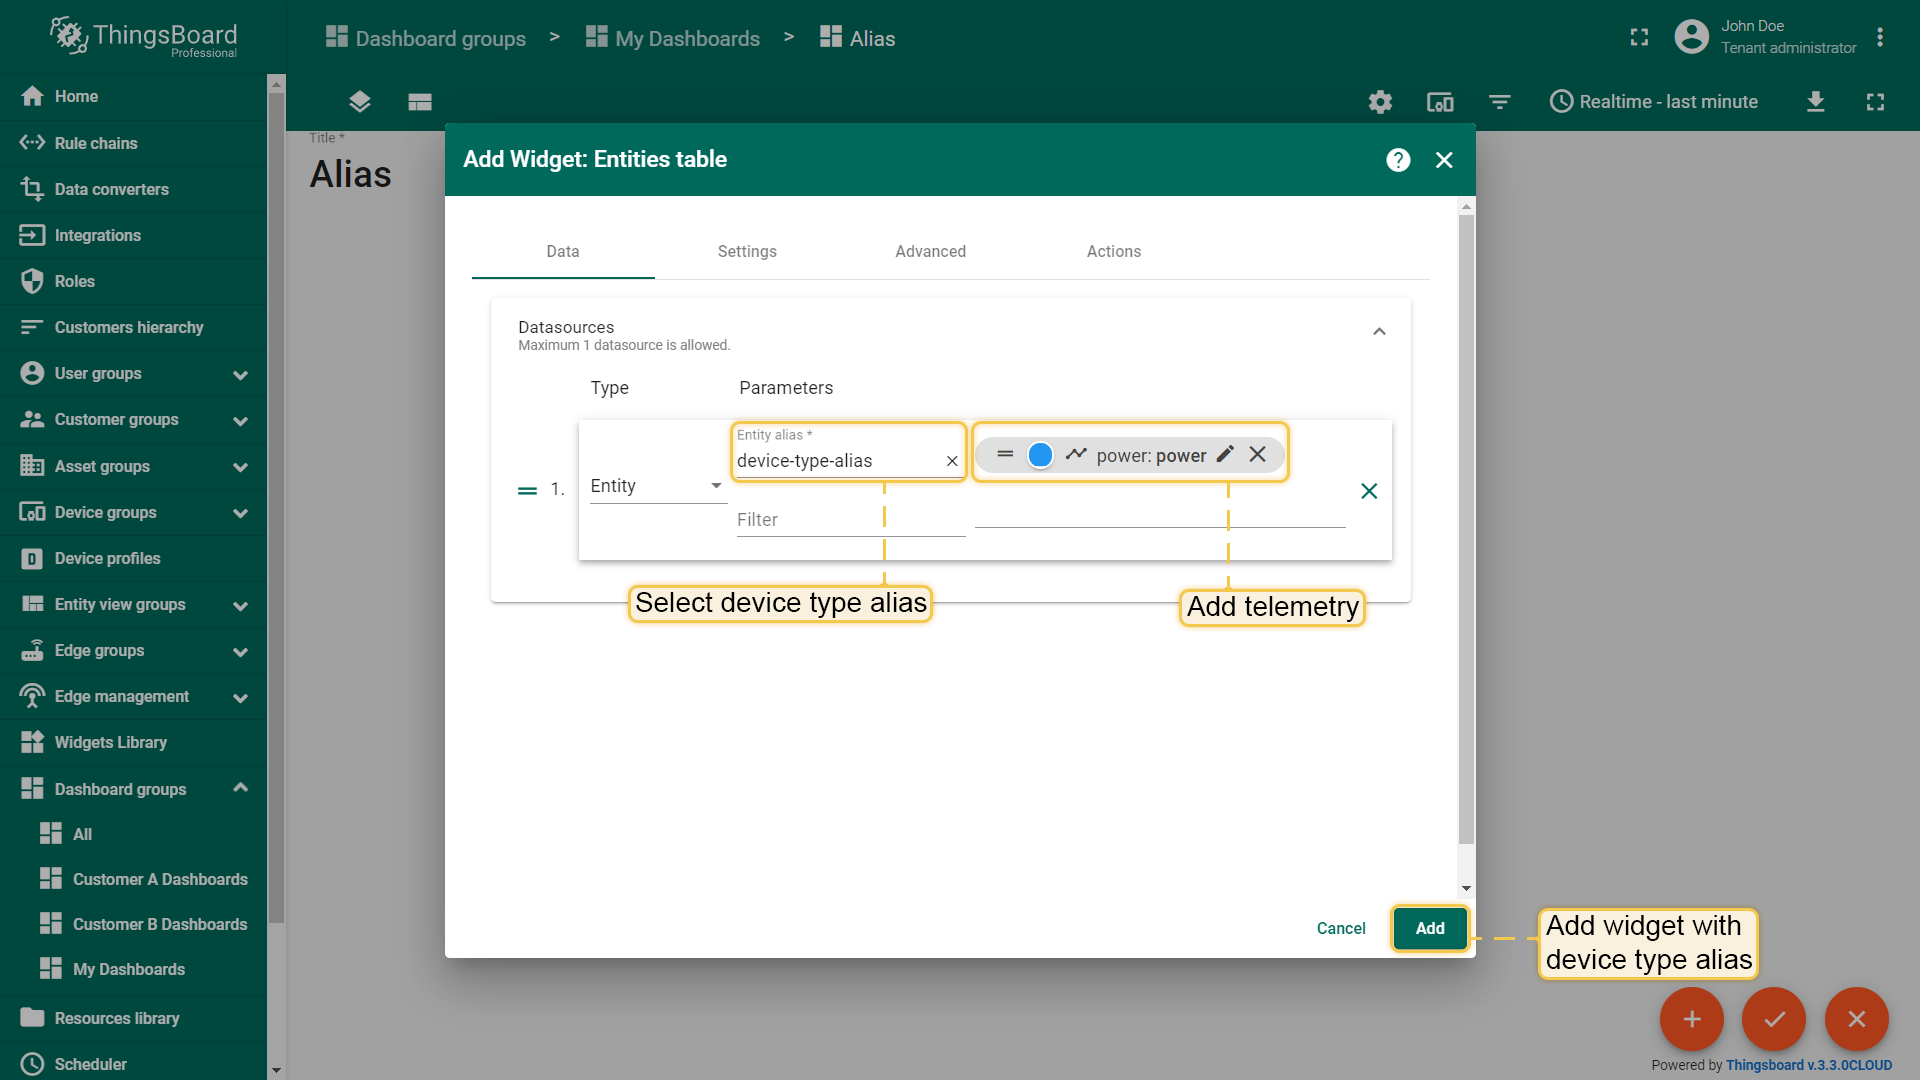 ThingsBoard
Professional
Dashboard groups > My Dashboards > Alias
John Doe
Tenant administrator
Realtime - last minute
Home
Rule chains
Data converters
Integrations
Roles
Customers hierarchy
User groups
Customer groups
Asset groups
Device groups
Device profiles
Entity view groups
Edge groups
Edge management
Widgets Library
Dashboard groups
All
Customer A Dashboards
Customer B Dashboards
My Dashboards
Resources library
Scheduler
Title *
Alias
Add Widget: Entities table
?
Data Settings Advanced Actions
Datasources
Maximum 1 datasource is allowed.
Type Parameters
1.
Entity
Entity alias *
device-type-alias
power: power
Filter
Select device type alias
Add telemetry
Cancel Add
Add widget with
device type alias
Powered by Thingsboard v.3.3.0CLOUD